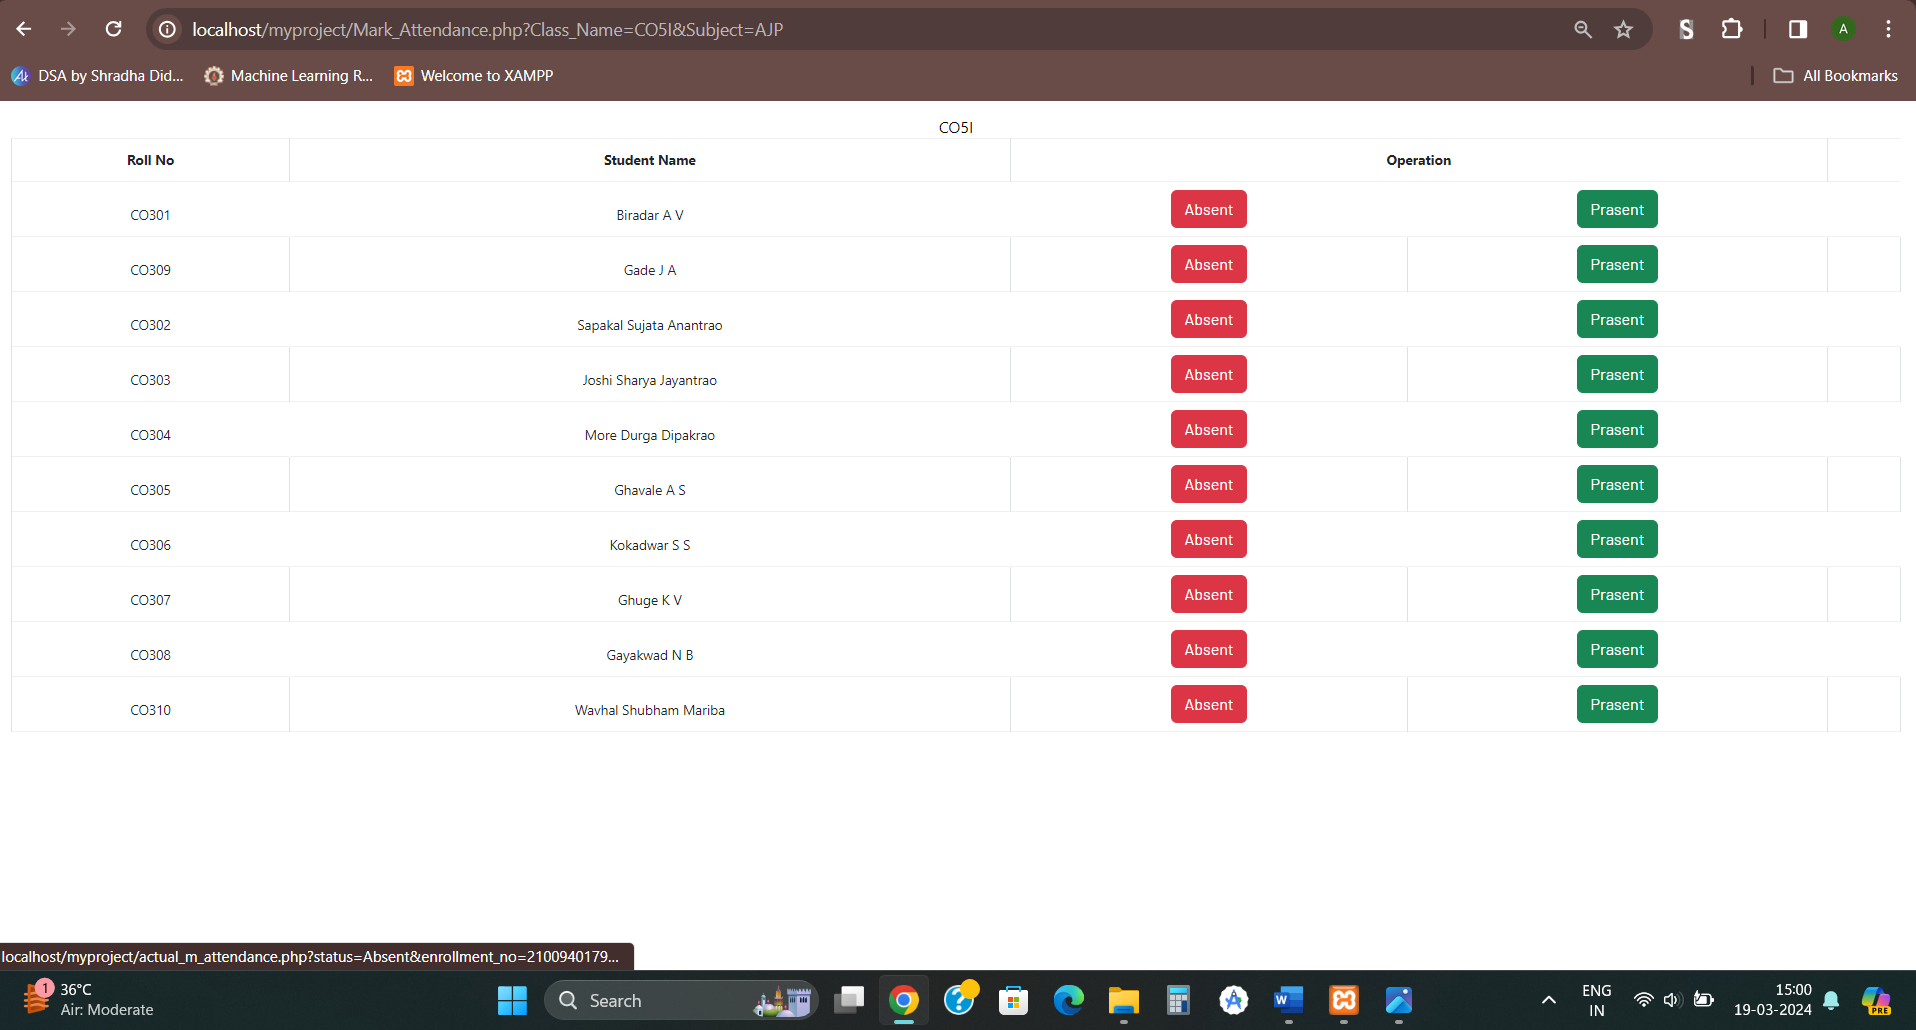 localhost/myproject/Mark_Attendance.php?Class_Name=CO5I&Subject=AJP
A
DSA by Shradha Did... Machine Learning R... Welcome to XAMPP All Bookmarks
CO5I
Roll No Student Name Operation
CO301 Biradar A V Absent Prasent
CO309 Gade J A Absent Prasent
CO302 Sapakal Sujata Anantrao Absent Prasent
CO303 Joshi Sharya Jayantrao Absent Prasent
CO304 More Durga Dipakrao Absent Prasent
CO305 Ghavale A S Absent Prasent
CO306 Kokadwar S S Absent Prasent
CO307 Ghuge K V Absent Prasent
CO308 Gayakwad N B Absent Prasent
CO310 Wavhal Shubham Mariba Absent Prasent
localhost/myproject/actual_m_attendance.php?status=Absent&enrollment_no=2100940179...
1
36°C
Air: Moderate
Search
ENG
IN
15:00
19-03-2024
PRE